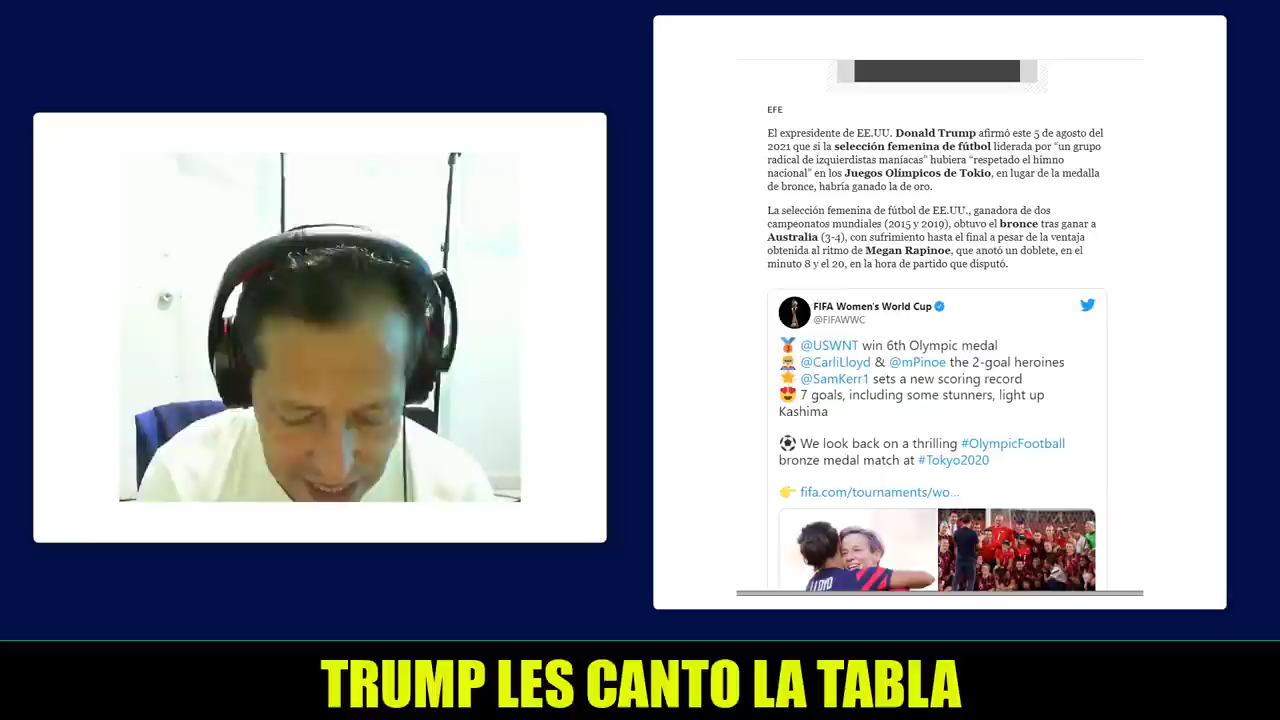 EFE
El expresidente de EE.UU. Donald Trump afirmó este 5 de agosto del
2021 que si la selección femenina de fútbol liderada por “un grupo
radical de izquierdistas maníacas” hubiera “respetado el himno
nacional” en los Juegos Olímpicos de Tokio, en lugar de la medalla
de bronce, habría ganado la de oro.
La selección femenina de fútbol de EE.UU., ganadora de dos
campeonatos mundiales (2015 y 2019), obtuvo el bronce tras ganar a
Australia (3-4), con sufrimiento hasta el final a pesar de la ventaja
obtenida al ritmo de Megan Rapinoe, que anotó un doblete, en el
minuto 8 y el 20, en la hora de partido que disputó.
FIFA Women's World Cup
@FIFAWWC
@USWNT win 6th Olympic medal
@CarliLloyd & @mPinoe the 2-goal heroines
@SamKerr1 sets a new scoring record
7 goals, including some stunners, light up
Kashima
We look back on a thrilling #OlympicFootball
bronze medal match at #Tokyo2020
fifa.com/tournaments/wo...
LLOYD
TRUMP LES CANTO LA TABLA